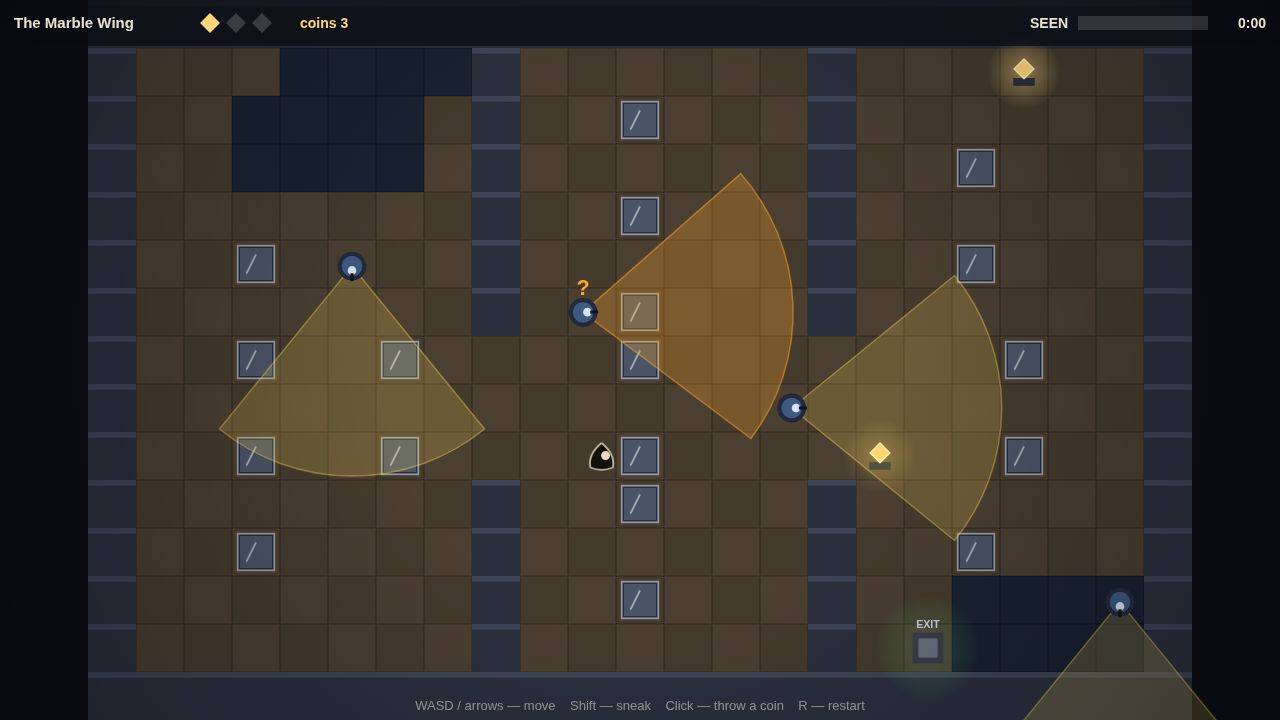 The Marble Wing
coins 3
SEEN
0:00
?
EXIT
WASD / arrows — move    Shift — sneak    Click — throw a coin    R — restart